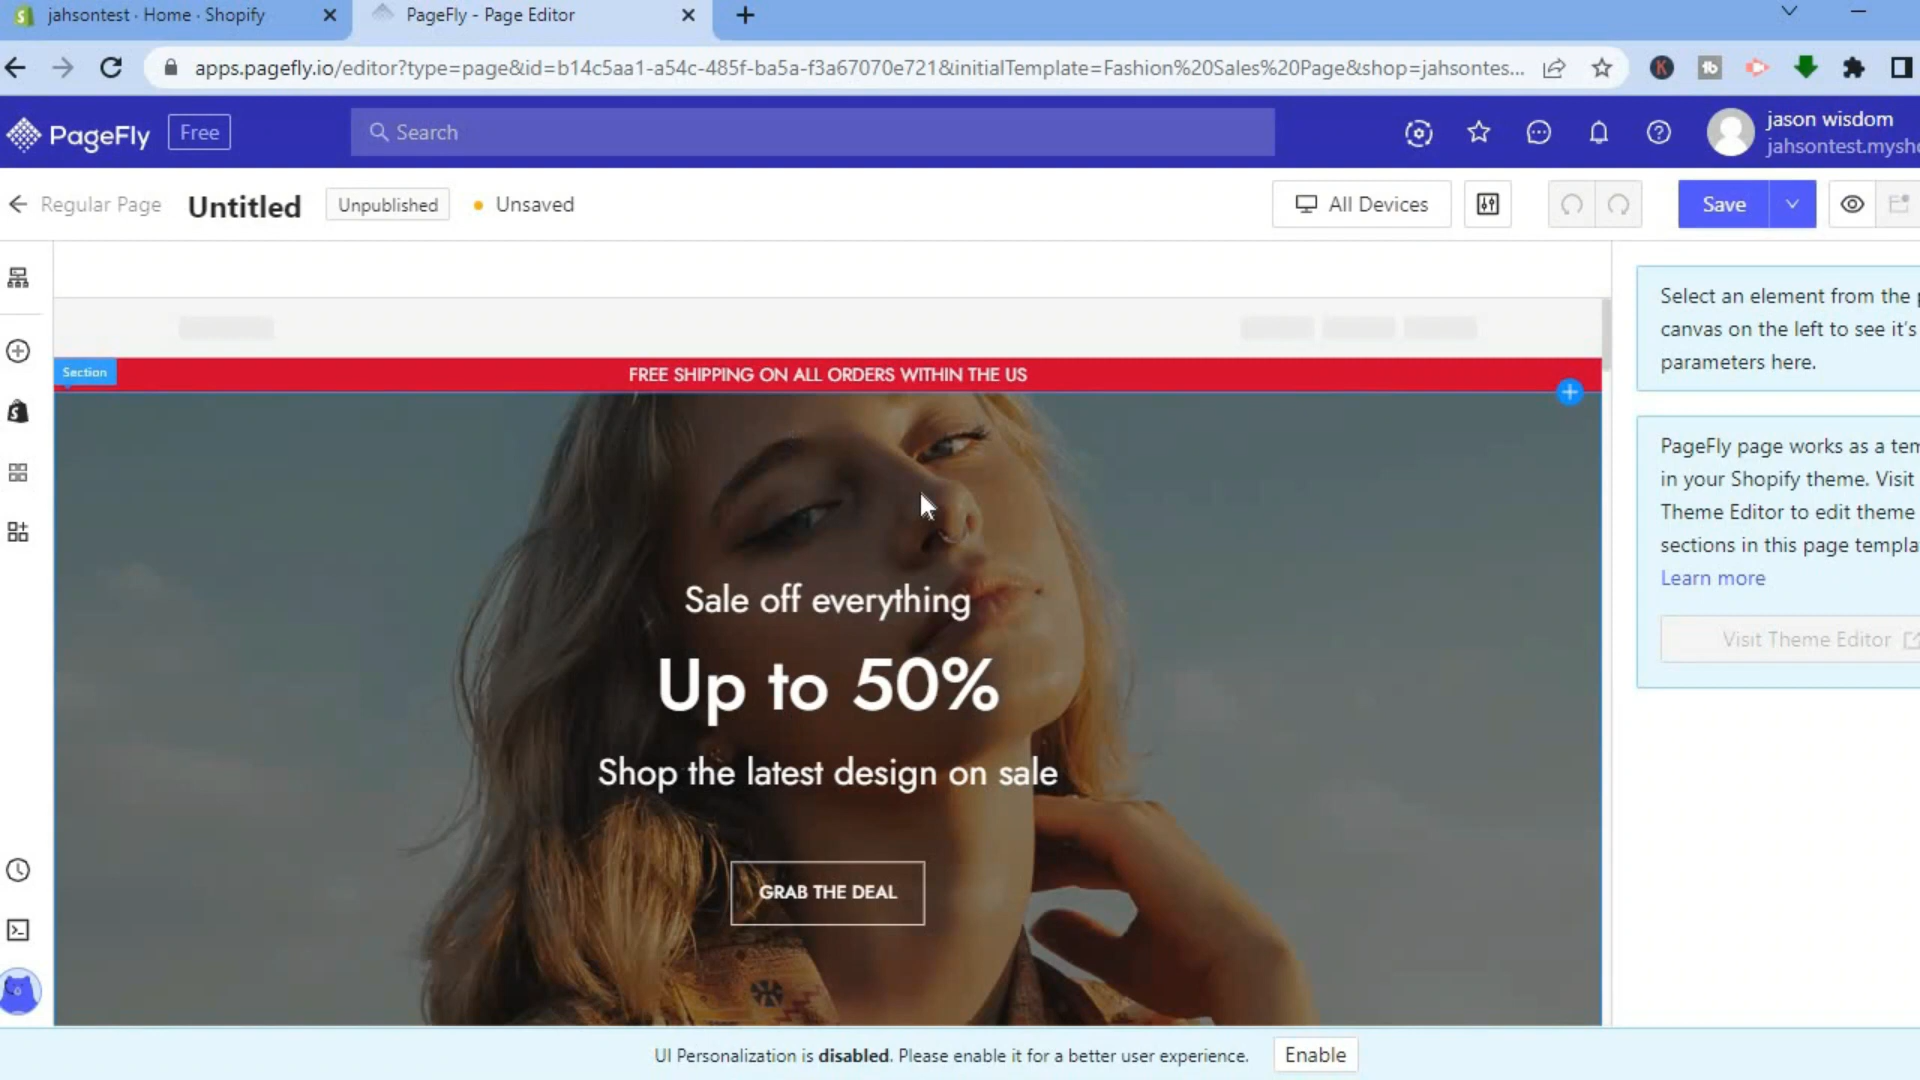 jahsontest · Home · Shopify
PageFly - Page Editor
apps.pagefly.io/editor?type=page&id=b14c5aa1-a54c-485f-ba5a-f3a67070e721&initialTemplate=Fashion%20Sales%20Page&shop=jahsontes...
K
tb
PageFly
Free
Search
jason wisdom
jahsontest.mysho
Regular Page
Untitled
Unpublished
Unsaved
All Devices
Save
Section
FREE SHIPPING ON ALL ORDERS WITHIN THE US
Sale off everything
Up to 50%
Shop the latest design on sale
GRAB THE DEAL
Select an element from the p
canvas on the left to see it's
parameters here.
PageFly page works as a tem
in your Shopify theme. Visit
Theme Editor to edit theme
sections in this page templa
Learn more
Visit Theme Editor
UI Personalization is disabled. Please enable it for a better user experience.
Enable